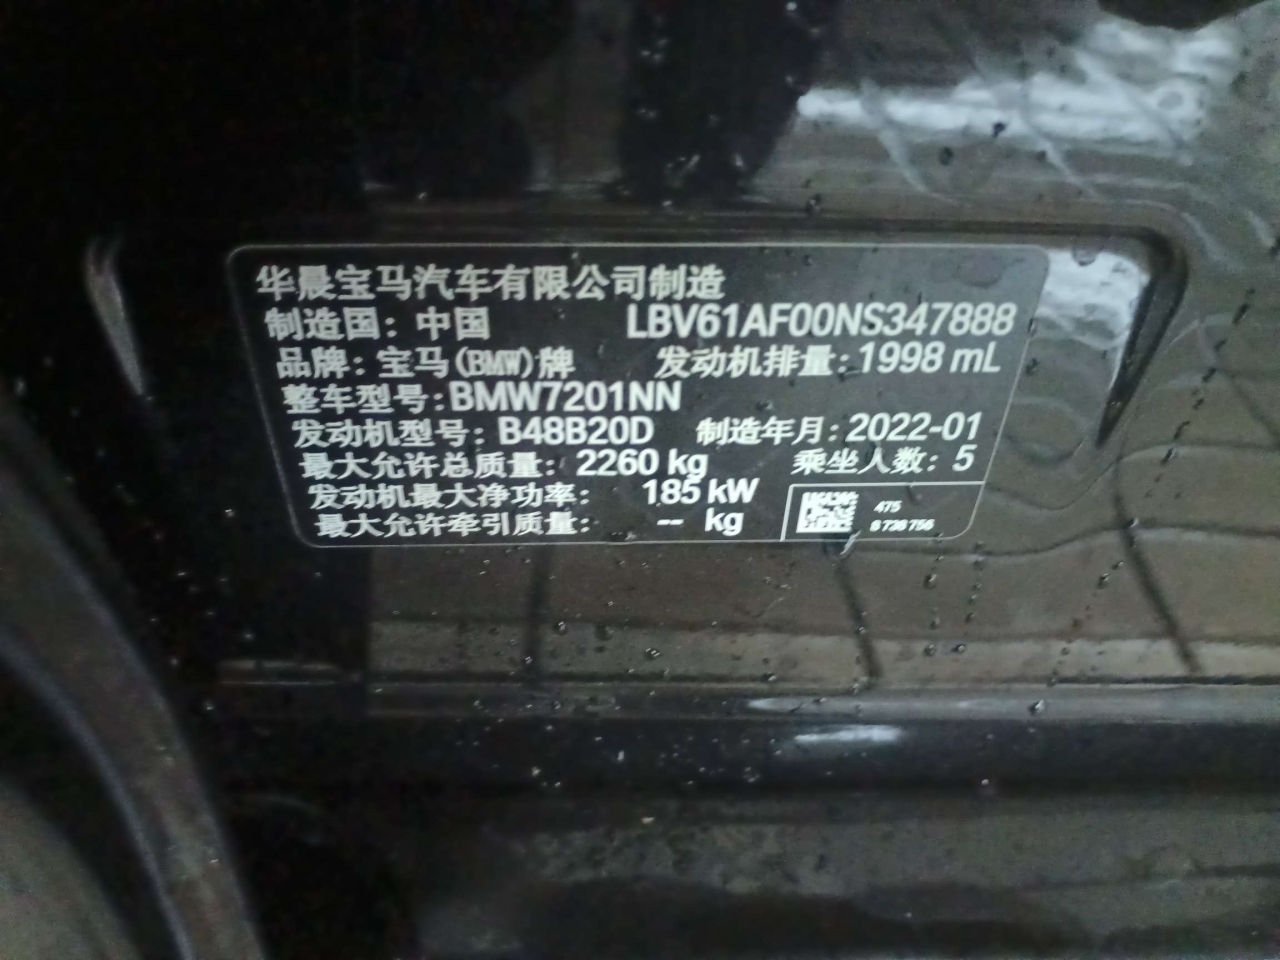 华晨宝马汽车有限公司制造
制造国：中国 LBV61AF00NS347888
品牌：宝马(BMW)牌 发动机排量：1998 mL
整车型号：BMW7201NN
发动机型号：B48B20D 制造年月：2022-01
最大允许总质量：2260 kg 乘坐人数：5
发动机最大净功率：185 kW
最大允许牵引质量：-- kg
475
8 736 756